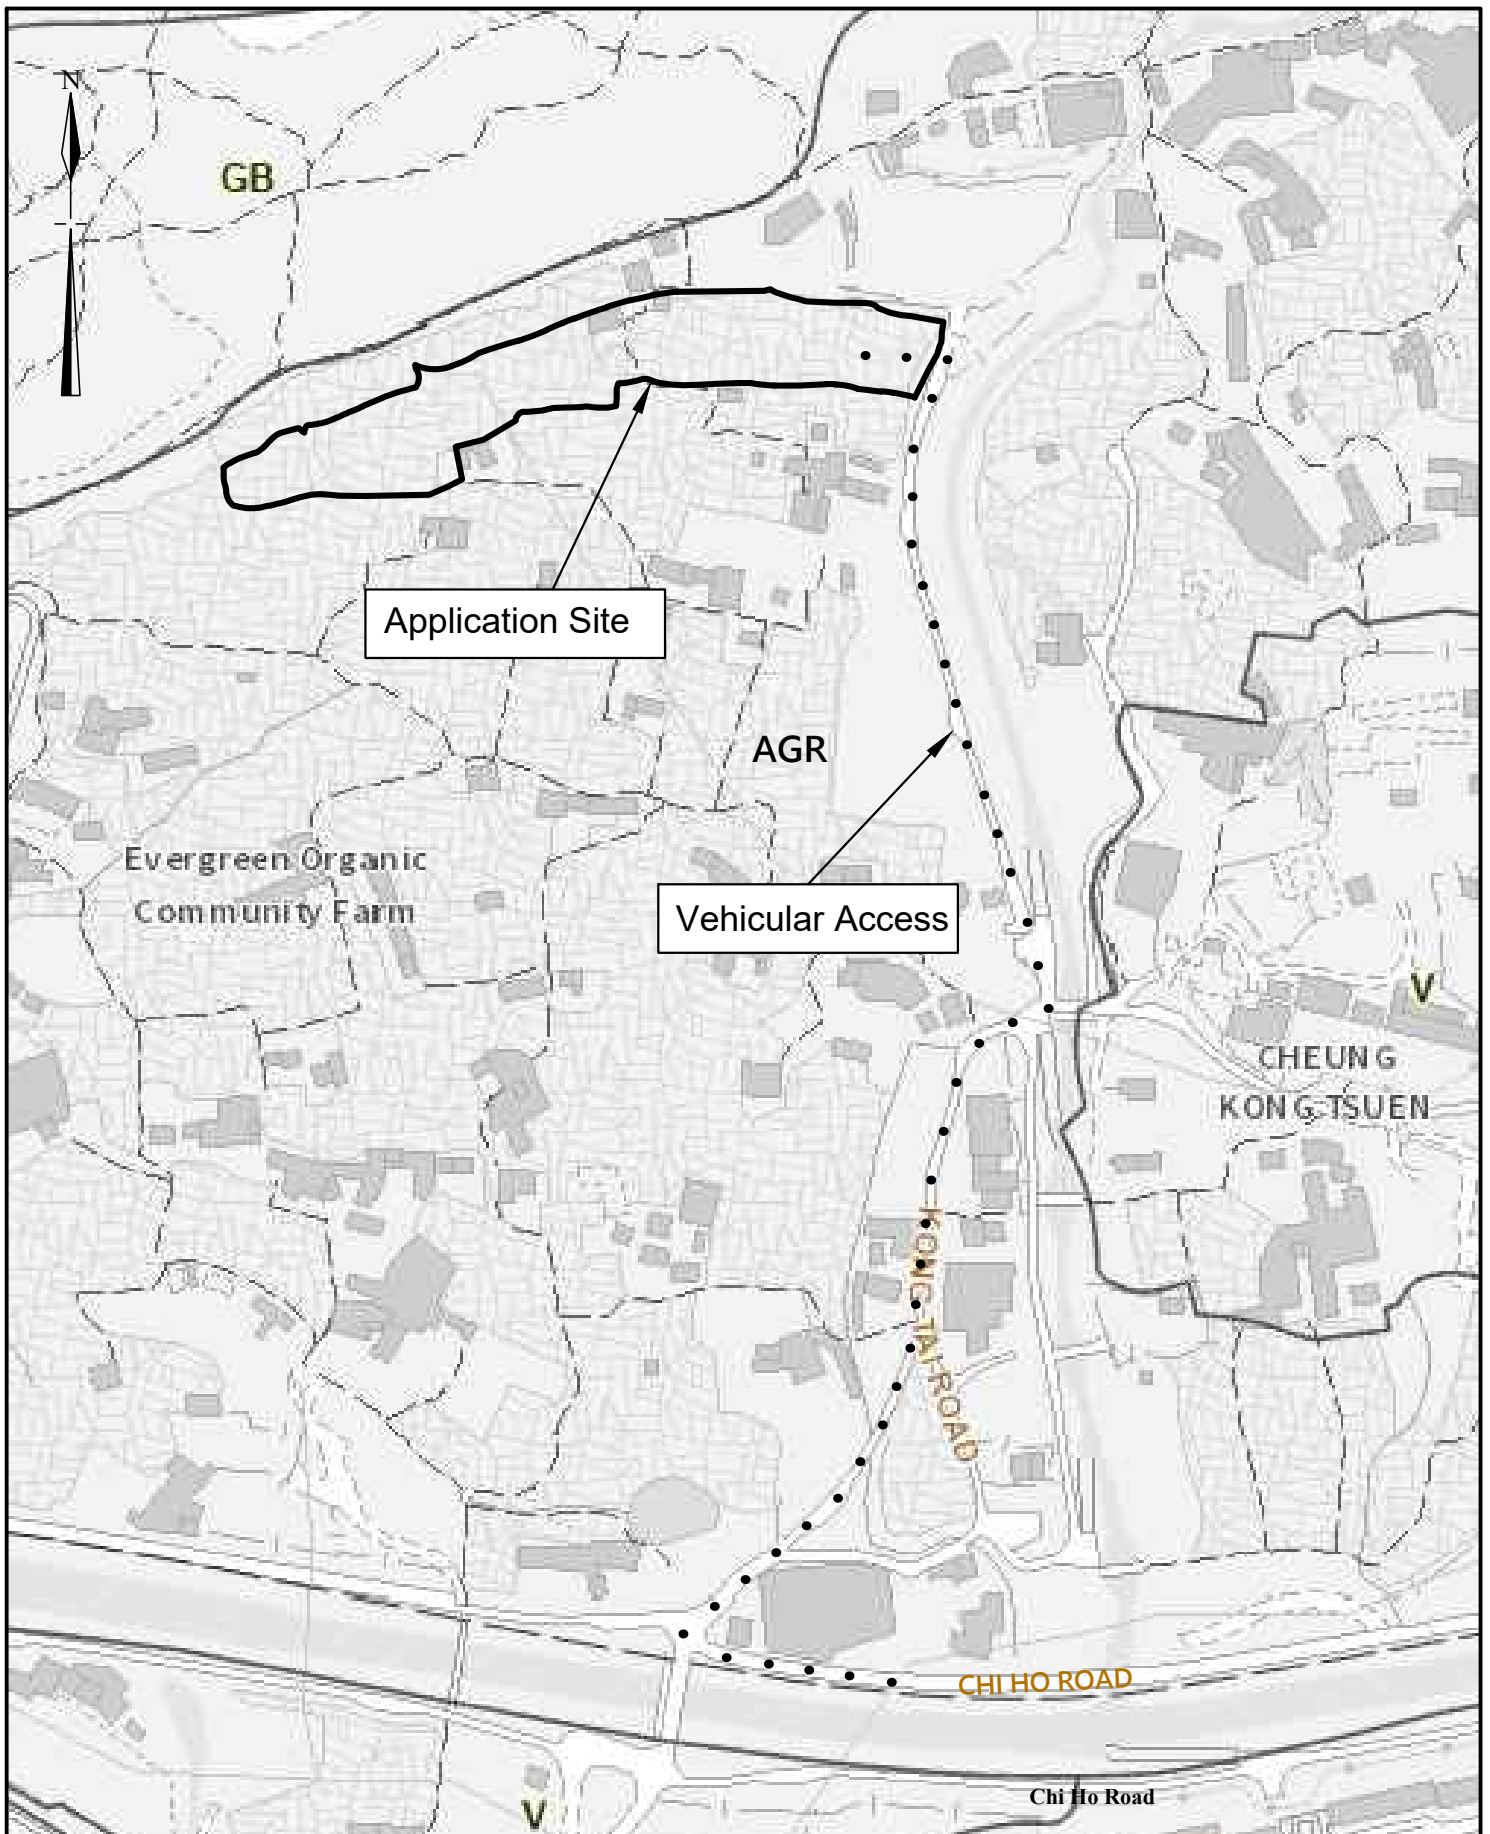 N
GB
Application Site
AGR
Evergreen Organic
Community Farm
Vehicular Access
V
CHEUNG
KONG TSUEN
KONG TAI ROAD
CHI HO ROAD
Chi Ho Road
V